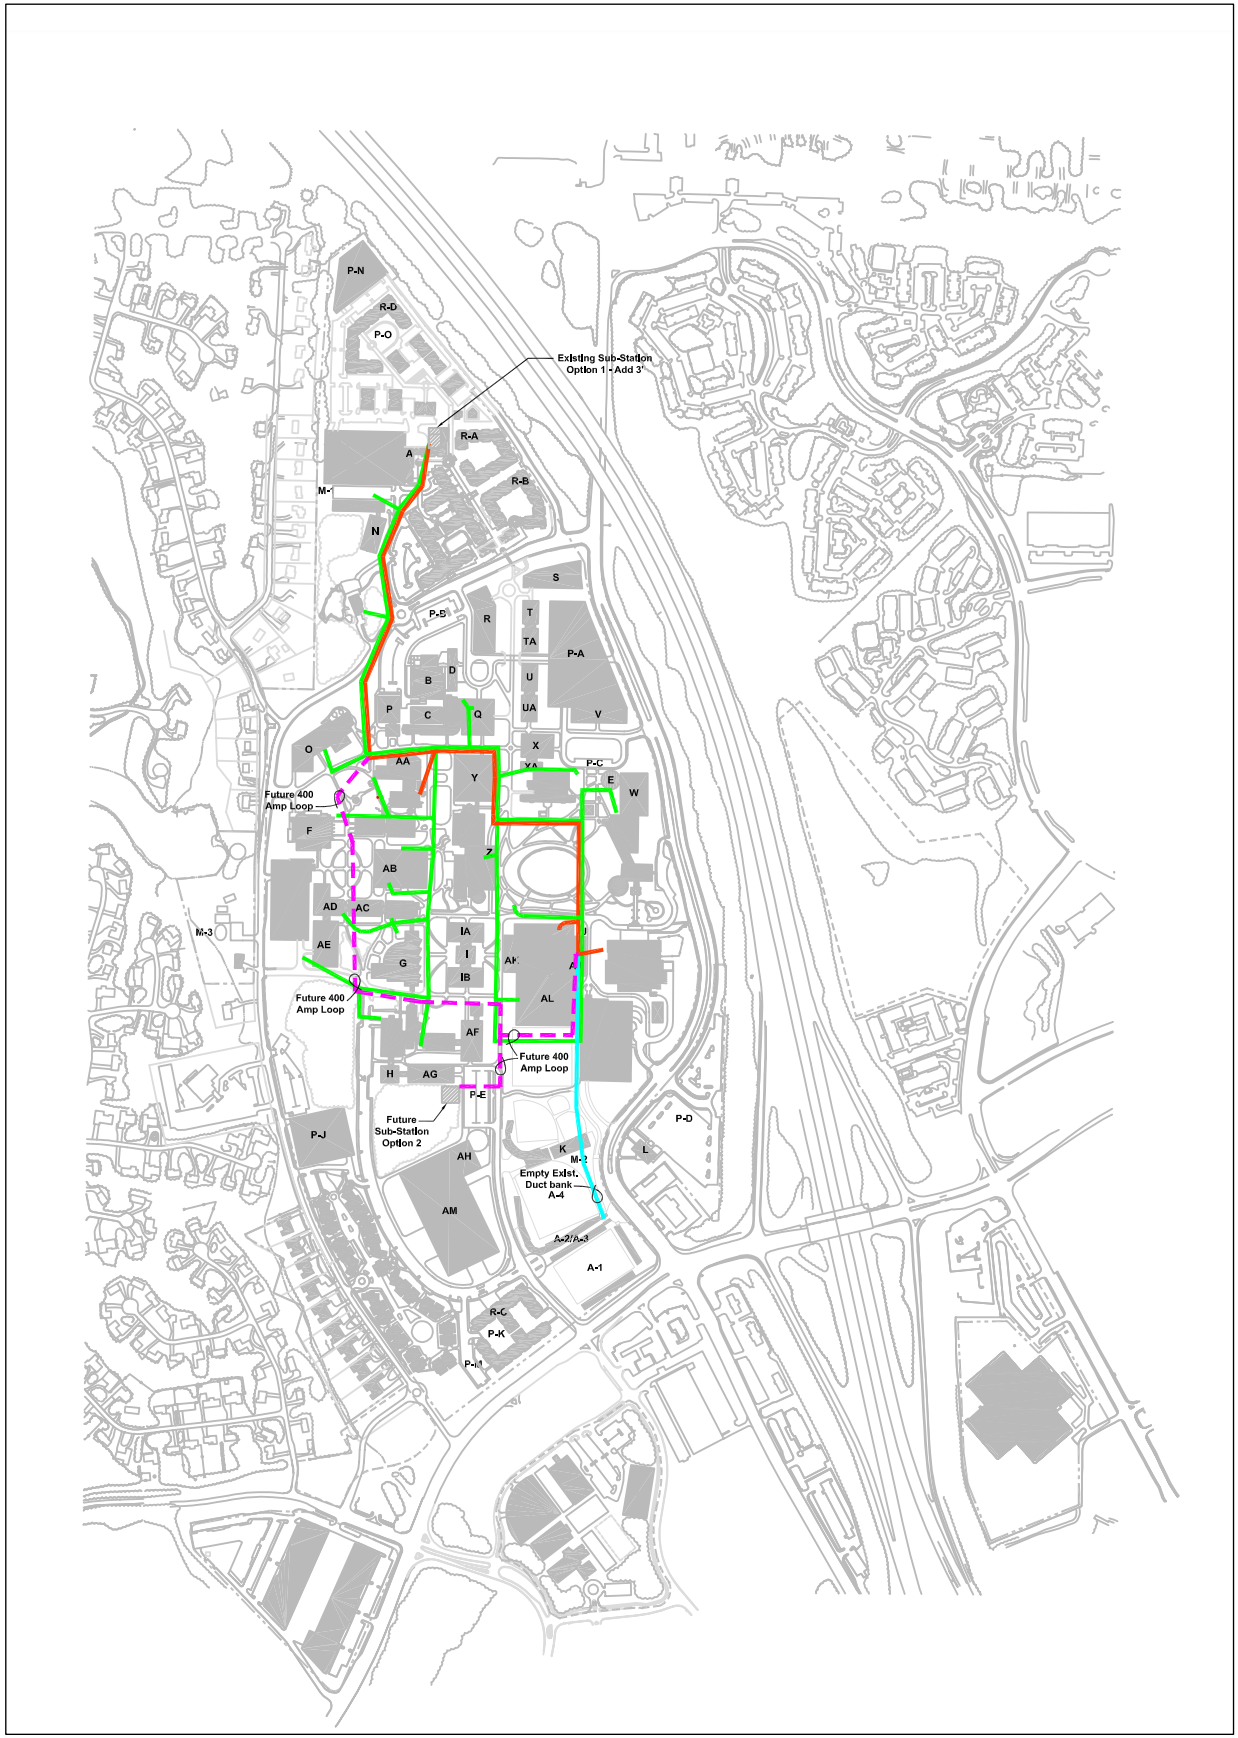 P-N
R-D
P-O
Existing Sub-Station
Option 1 - Add 3'
R-A
A
R-B
M-1
N
S
P-B
R
T
TA
P-A
B
D
U
P
C
Q
UA
V
O
X
AA
XA
P-C
Y
E
W
Future 400
Amp Loop
F
Z
AB
AD
AC
M-3
AE
IA
I
IB
G
AK
AL
Future 400
Amp Loop
AF
Future 400
Amp Loop
H
AG
P-E
Future
Sub-Station
Option 2
P-D
P-J
AH
K
M-2
L
Empty Exist.
Duct bank
A-4
AM
A-2/A-3
A-1
R-C
P-K
P-M